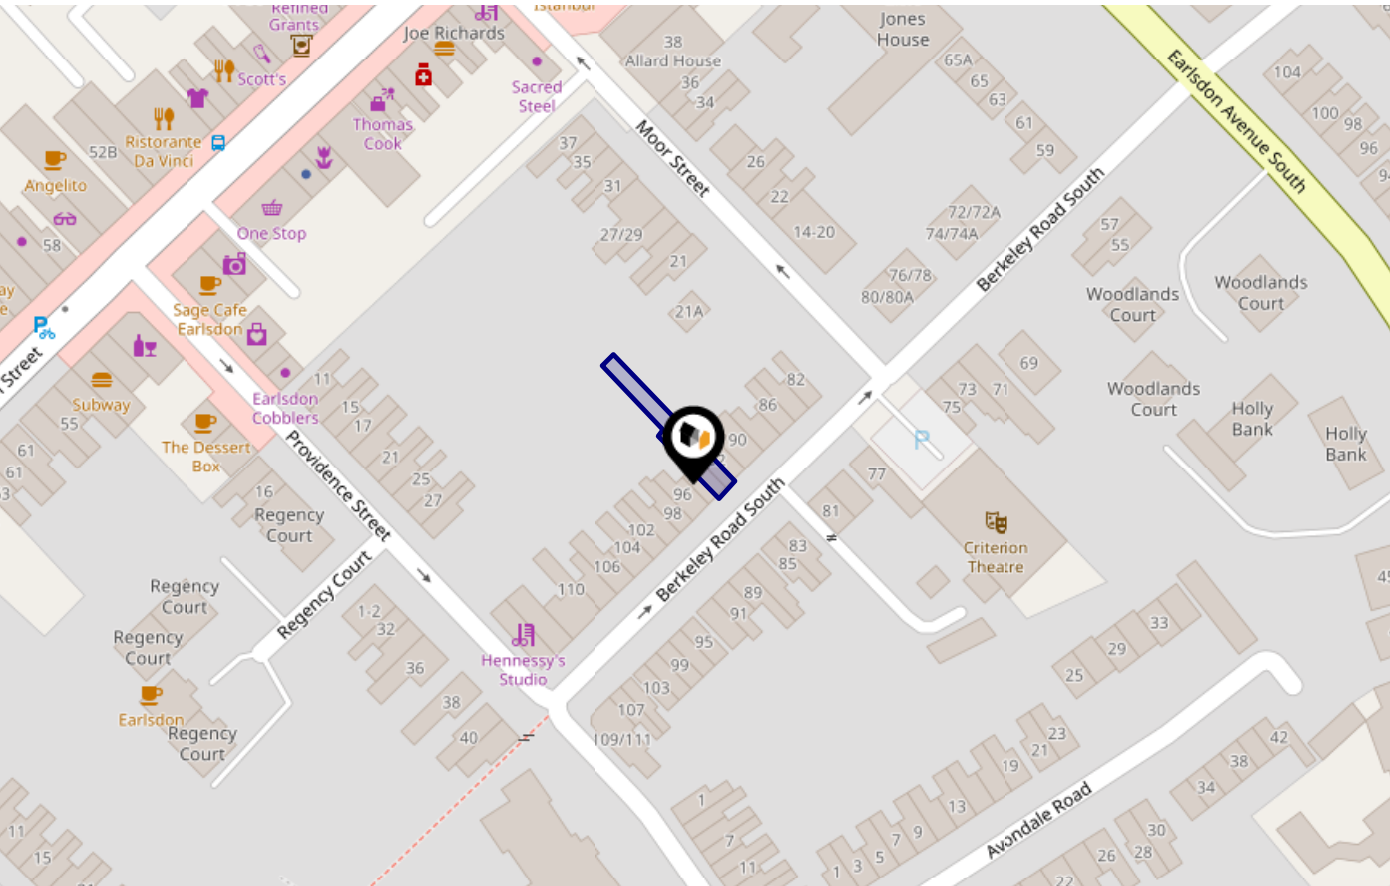 Refined
Grants
Joe Richards
Istanbul
Scott's
Sacred
Steel
38
Allard House
36
34
Jones
House
65A
65
63
61
59
Earlsdon Avenue South
104
100
98
96
Ristorante
Da Vinci
52B
Thomas
Cook
Angelito
One Stop
58
37
35
31
27/29
21
21A
Moor Street
26
22
14-20
72/72A
74/74A
76/78
80/80A
Berkeley Road South
57
55
Woodlands
Court
Woodlands
Court
Sage Cafe
Earlsdon
P
Street
Subway
55
61
61
The Dessert
Box
Earlsdon
Cobblers
11
15
17
21
25
27
Providence Street
82
86
90
96
98
102
104
106
110
69
73
71
75
P
77
81
Woodlands
Court
Holly
Bank
Holly
Bank
Criterion
Theatre
16
Regency
Court
Regency
Court
Regency
Court
Regency Court
1-2
32
36
38
40
Earlsdon
Regency
Court
Hennessy's
Studio
Berkeley Road South
83
85
89
91
95
99
103
107
109/111
33
29
25
23
21
19
13
9
7
5
3
1
42
38
34
30
28
26
22
Avondale Road
1
7
11
11
15